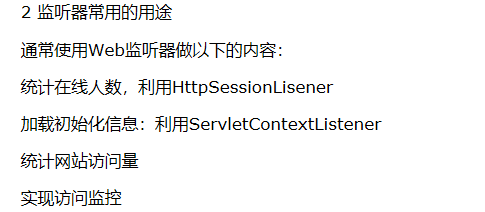 2 监听器常用的用途
通常使用Web监听器做以下的内容：
统计在线人数，利用HttpSessionLisener
加载初始化信息：利用ServletContextListener
统计网站访问量
实现访问监控